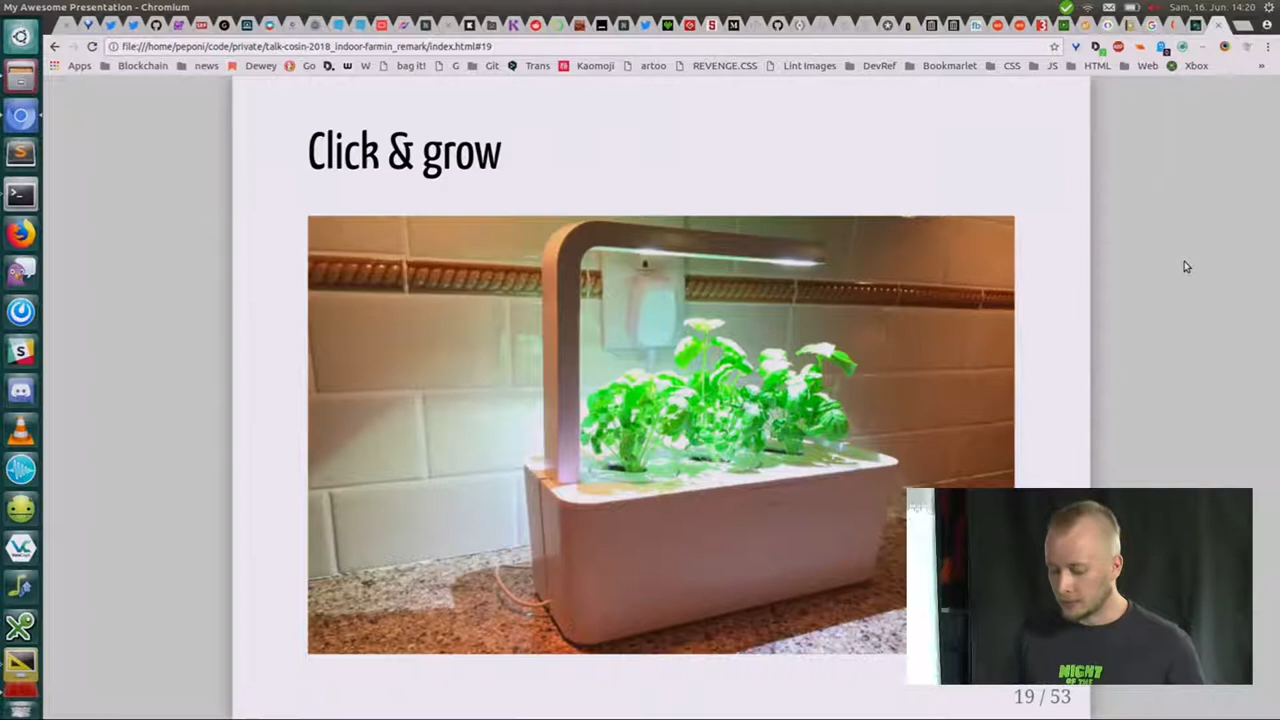 My Awesome Presentation - Chromium
Sam, 16. Jun. 14:20
file:///home/peponi/code/private/talk-cosin-2018_indoor-farmin_remark/index.html#19
Apps Blockchain news Dewey Go D. W bag it! G Git Trans Kaomoji artoo REVENGE.CSS Lint Images DevRef Bookmarlet CSS JS HTML Web Xbox »
Click & grow
NIGHT
OF THE
19 / 53